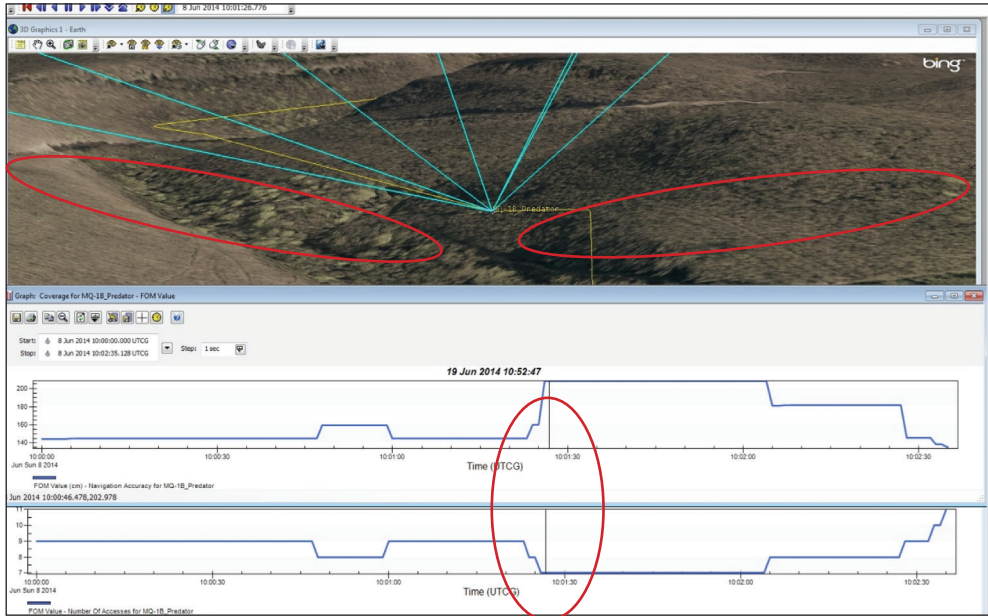 8 Jun 2014 10:01:26.776
3D Graphics 1 - Earth
bing
MQ-1B_Predator
Graph: Coverage for MQ-1B_Predator - FOM Value
Start: 8 Jun 2014 10:00:00.000 UTCG
Stop: 8 Jun 2014 10:02:35.128 UTCG
Step: 1 sec
19 Jun 2014 10:52:47
200
180
160
140
10:00:00 10:00:30 10:01:00 10:01:30 10:02:00 10:02:30
Jun Sun 8 2014
Time (UTCG)
FOM Value (cm) - Navigation Accuracy for MQ-1B_Predator
Jun 2014 10:00:46.478,202.978
11
10
9
8
7
10:00:00 10:00:30 10:01:00 10:01:30 10:02:00 10:02:30
Jun Sun 8 2014
Time (UTCG)
FOM Value - Number Of Accesses for MQ-1B_Predator